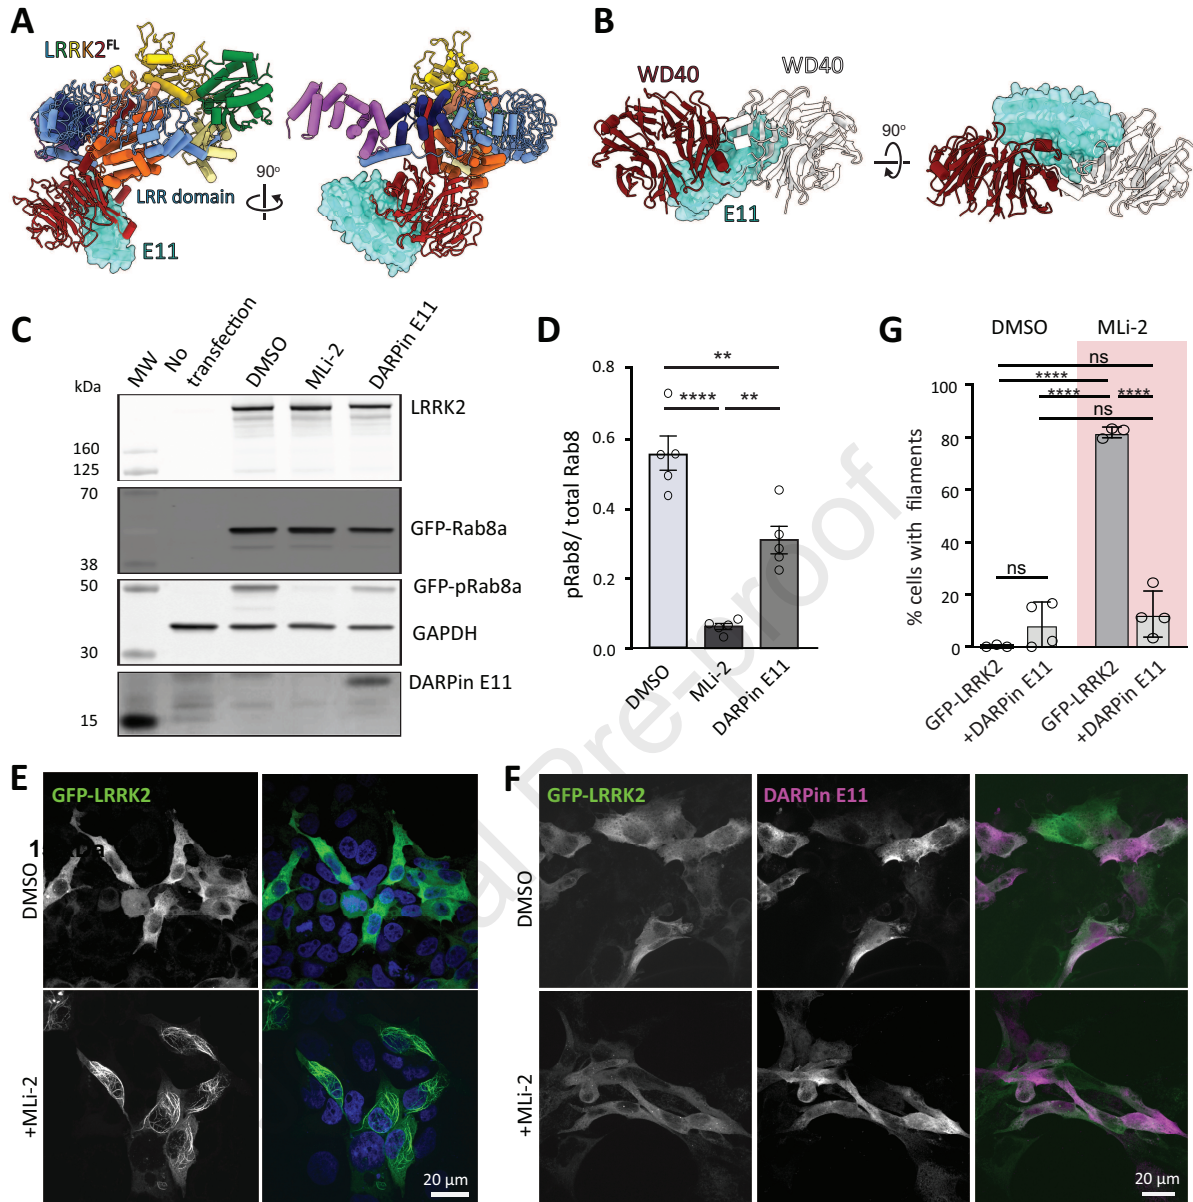 A
LRRK2FL
90°
LRR domain
E11
B
WD40
WD40
90°
E11
C
MW
No
transfection
DMSO
MLi-2
DARPin E11
kDa
LRRK2
160
125
70
GFP-Rab8a
38
50
GFP-pRab8a
GAPDH
30
DARPin E11
15
D
pRab8/ total Rab8
0.8
0.6
0.4
0.2
0.0
**
****
**
DMSO
MLi-2
DARPin E11
G
DMSO
MLi-2
% cells with filaments
100
80
60
40
20
0
ns
****
****
****
ns
ns
GFP-LRRK2
+DARPin E11
GFP-LRRK2
+DARPin E11
E
GFP-LRRK2
DMSO
+MLi-2
20 μm
F
GFP-LRRK2
DARPin E11
DMSO
+MLi-2
20 μm
al Pre-proof